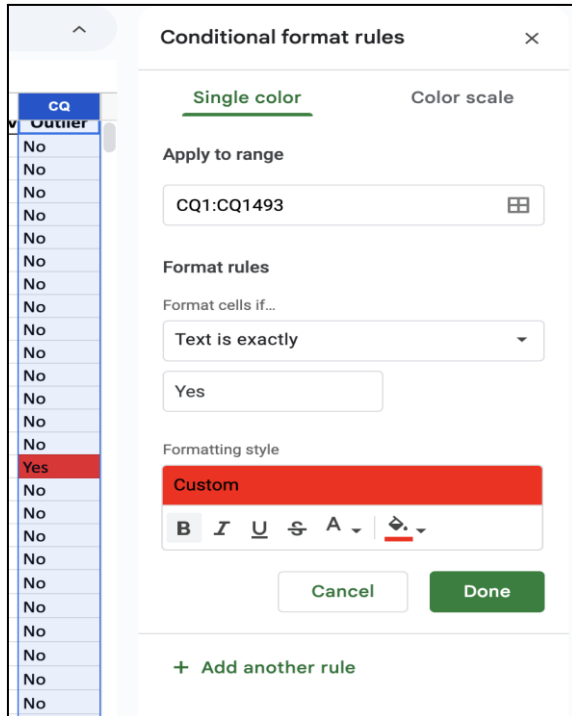 CQ
Outlier
No
No
No
No
No
No
No
No
No
No
No
No
No
No
Yes
No
No
No
No
No
No
No
No
No
No
Conditional format rules
Single color
Color scale
Apply to range
CQ1:CQ1493
Format rules
Format cells if…
Text is exactly
Yes
Formatting style
Custom
B I U S A
Cancel
Done
+ Add another rule